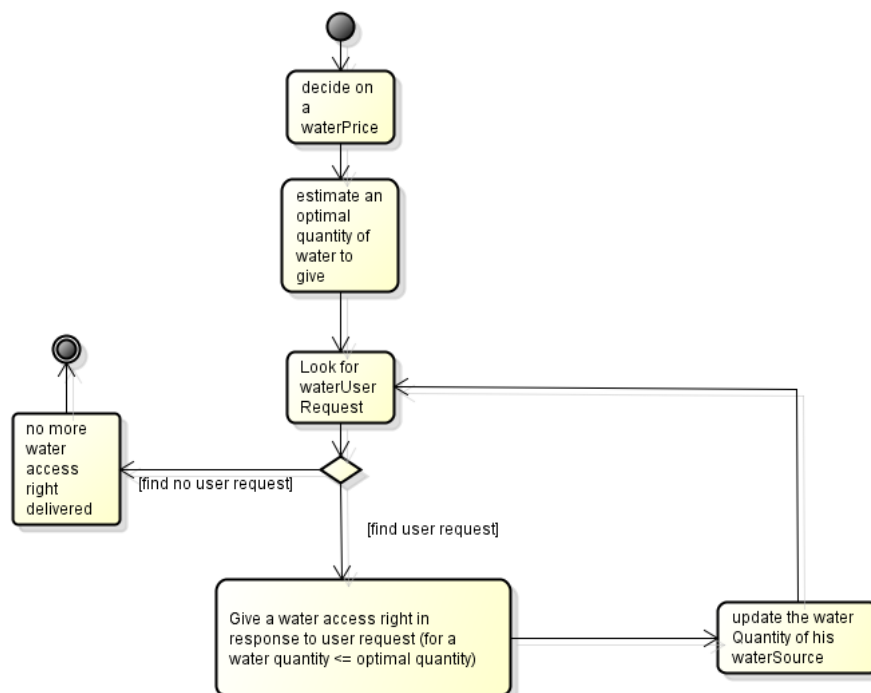 decide on
a
waterPrice
estimate an
optimal
quantity of
water to
give
Look for
waterUser
Request
no more
water
access
right
delivered
[find no user request]
[find user request]
Give a water access right in
response to user request (for a
water quantity <= optimal quantity)
update the water
Quantity of his
waterSource